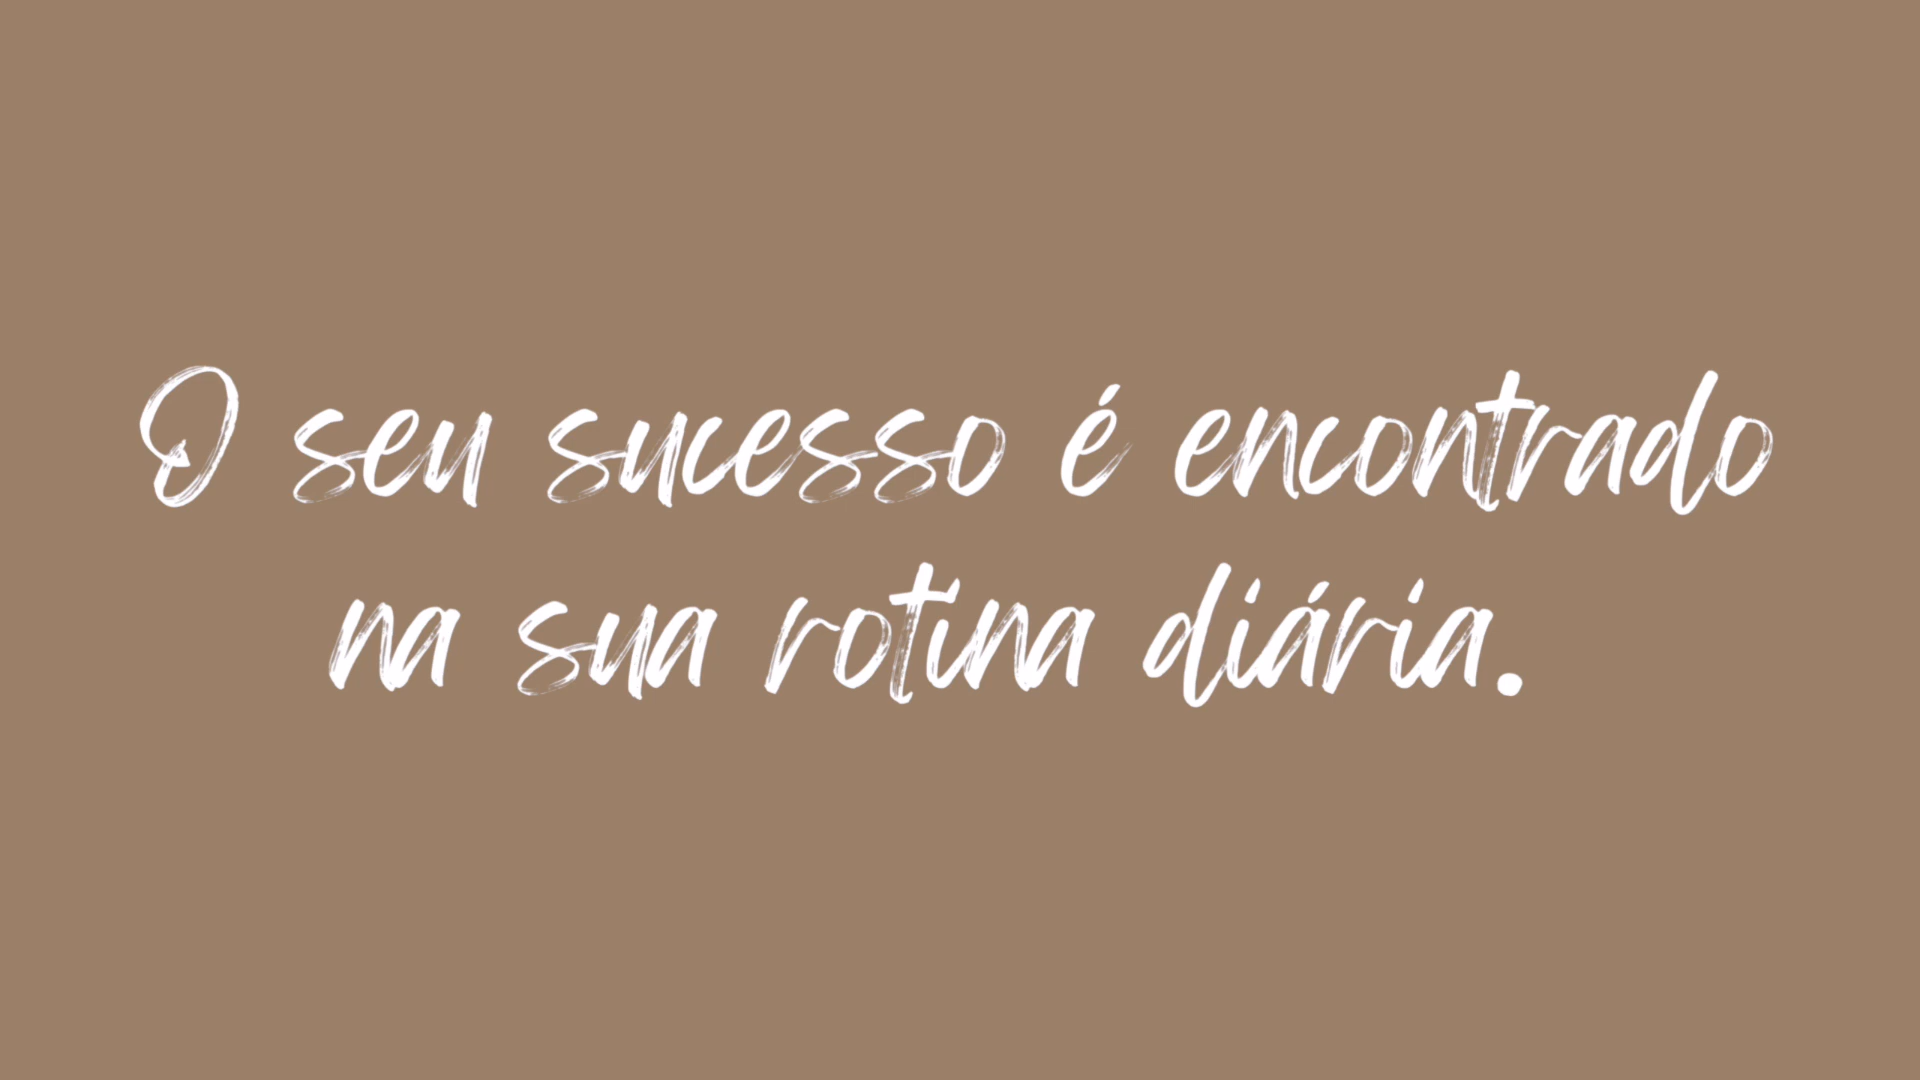 O seu sucesso é encontrado
na sua rotina diária.